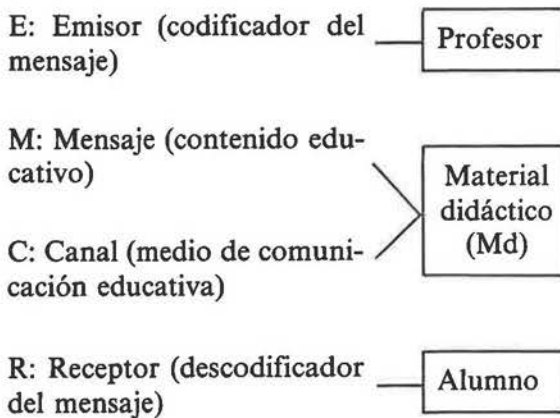 E: Emisor (codificador del
mensaje)
Profesor
M: Mensaje (contenido edu-
cativo)
Material
didáctico
(Md)
C: Canal (medio de comuni-
cación educativa)
R: Receptor (descodificador
del mensaje)
Alumno